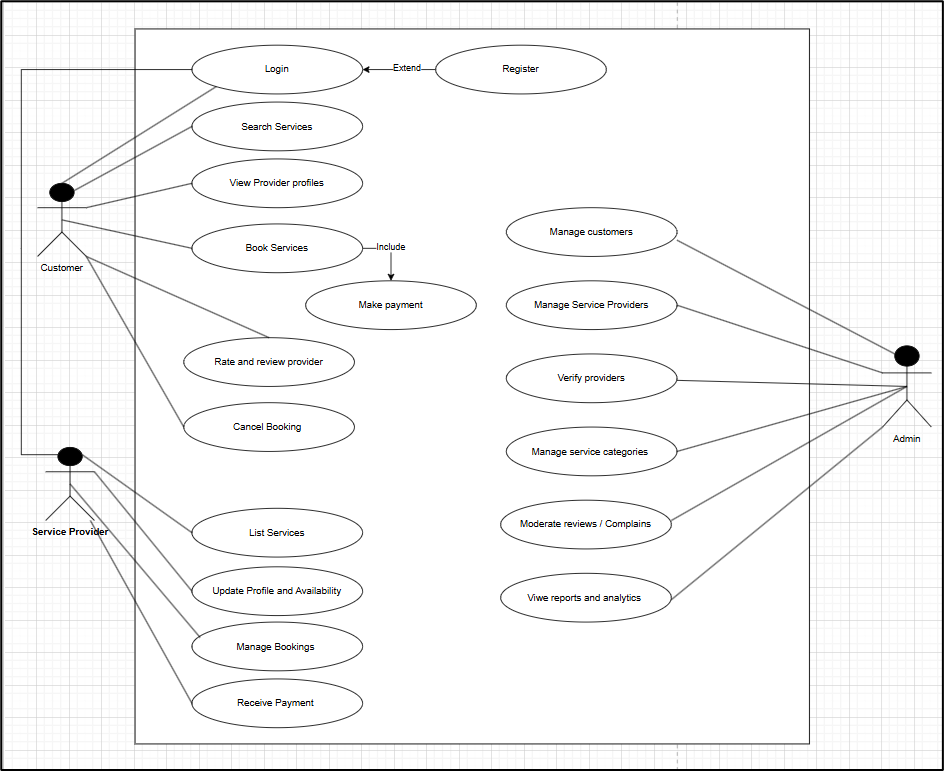 Login
Extend
Register
Search Services
View Provider profiles
Book Services
Include
Make payment
Rate and review provider
Cancel Booking
Customer
Manage customers
Manage Service Providers
Verify providers
Manage service categories
Moderate reviews / Complains
Viwe reports and analytics
Admin
Service Provider
List Services
Update Profile and Availability
Manage Bookings
Receive Payment